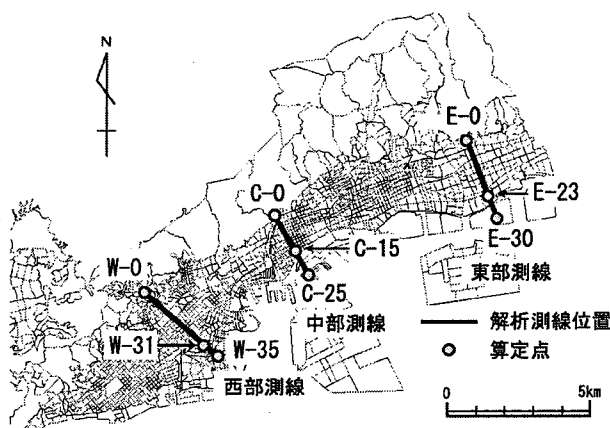 N
E-0
C-0
E-23
C-15
E-30
W-0
C-25
東部測線
中部測線
解析測線位置
W-31
W-35
算定点
西部測線
0
5km